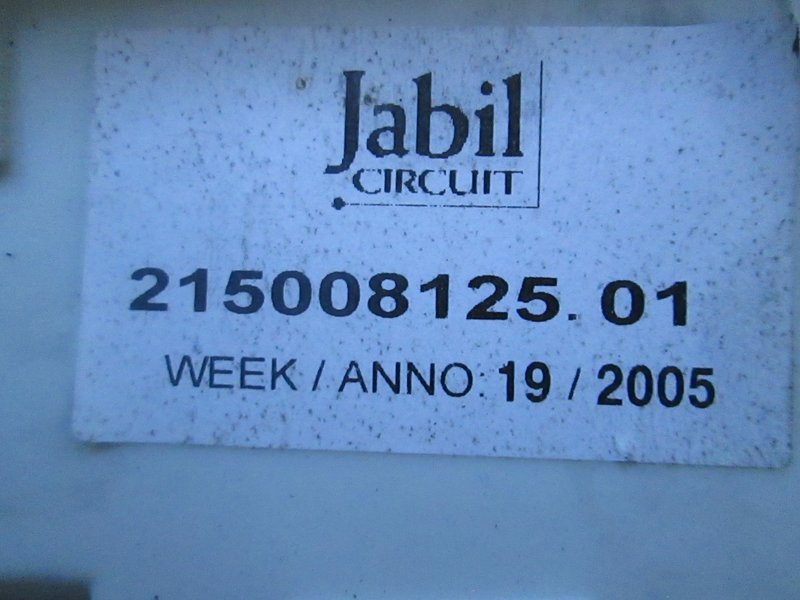 Jabil
CIRCUIT
215008125.01
WEEK / ANNO: 19 / 2005